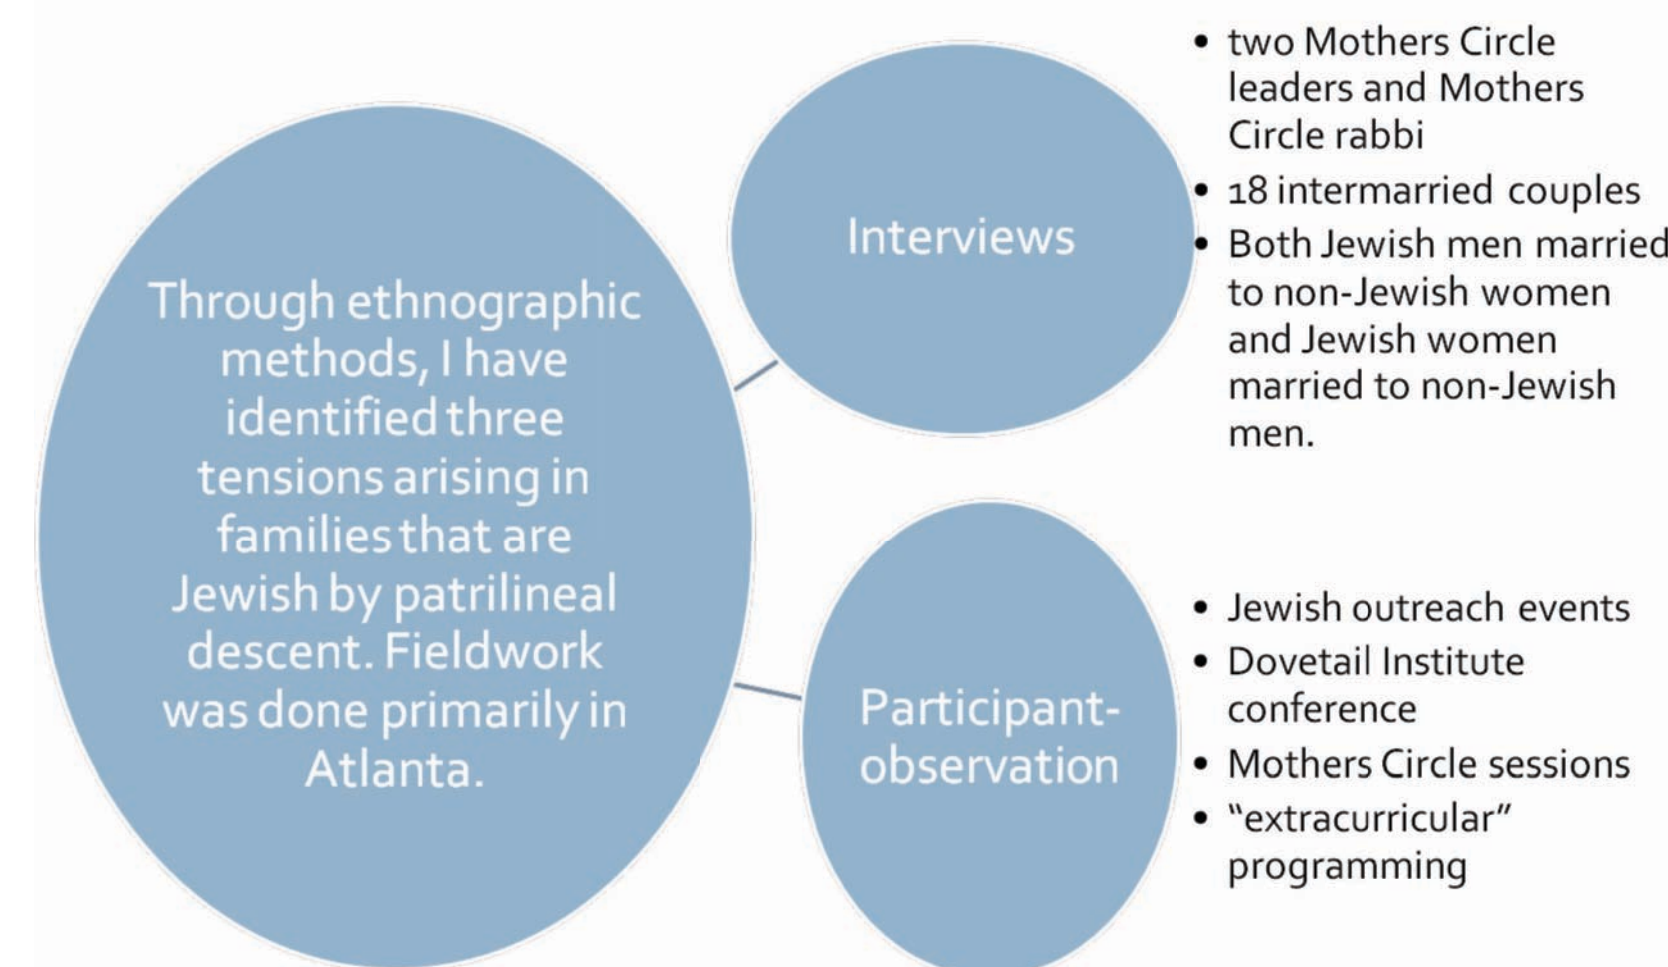 Through ethnographic
methods, I have
identified three
tensions arising in
families that are
Jewish by patrilineal
descent. Fieldwork
was done primarily in
Atlanta.
Interviews
• two Mothers Circle
leaders and Mothers
Circle rabbi
• 18 intermarried couples
• Both Jewish men married
to non-Jewish women
and Jewish women
married to non-Jewish
men.
Participant-
observation
• Jewish outreach events
• Dovetail Institute
conference
• Mothers Circle sessions
• “extracurricular”
programming